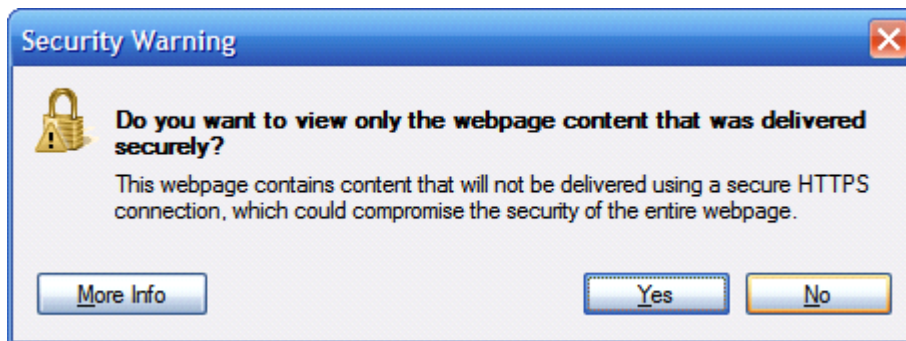 Security Warning
Do you want to view only the webpage content that was delivered
securely?
This webpage contains content that will not be delivered using a secure HTTPS
connection, which could compromise the security of the entire webpage.
More Info
Yes
No